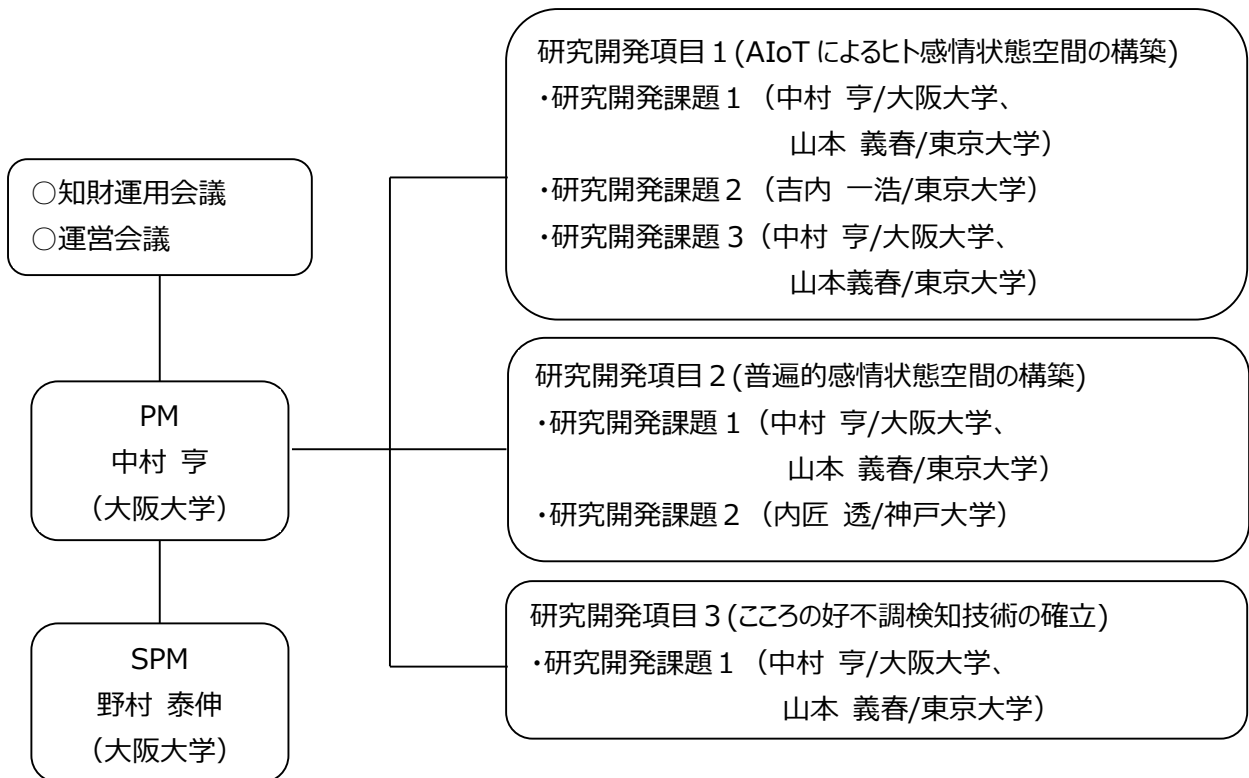 ○知財運用会議
○運営会議
PM
中村 亨
（大阪大学）
SPM
野村 泰伸
（大阪大学）
研究開発項目１(AIoT によるヒト感情状態空間の構築)
・研究開発課題１（中村 亨/大阪大学、
山本 義春/東京大学）
・研究開発課題２（吉内 一浩/東京大学）
・研究開発課題３（中村 亨/大阪大学、
山本義春/東京大学）
研究開発項目２(普遍的感情状態空間の構築)
・研究開発課題１（中村 亨/大阪大学、
山本 義春/東京大学）
・研究開発課題２（内匠 透/神戸大学）
研究開発項目３(こころの好不調検知技術の確立)
・研究開発課題１（中村 亨/大阪大学、
山本 義春/東京大学）